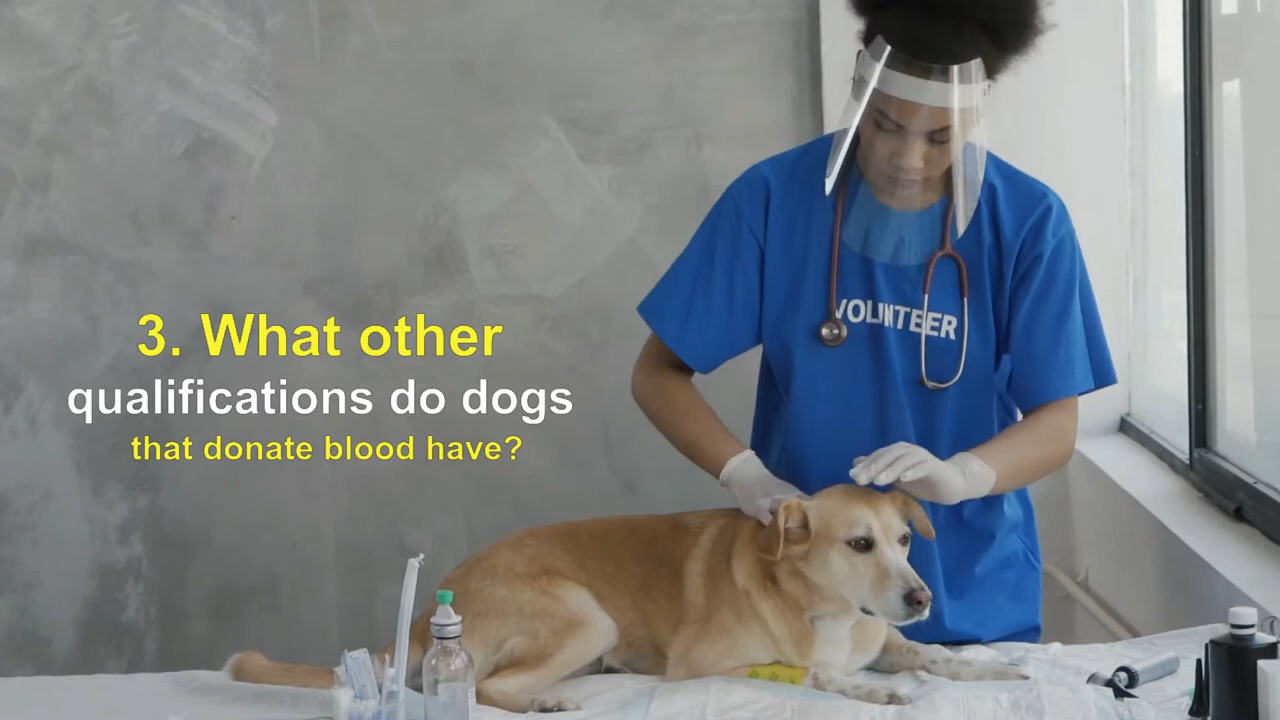 3. What other
qualifications do dogs
that donate blood have?
VOLUNTEER